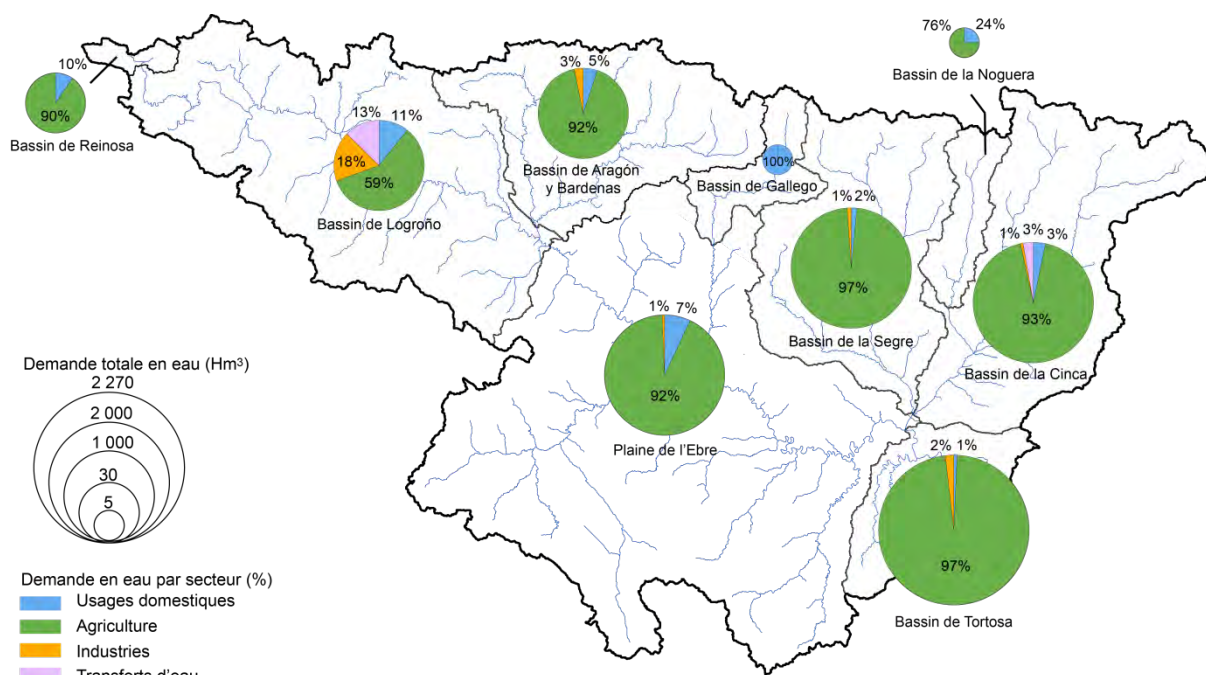 76%
24%
Bassin de la Noguera
10%
90%
Bassin de Reinosa
3%
5%
92%
Bassin de Aragón
y Bardenas
13%
11%
18%
59%
Bassin de Logroño
100%
Bassin de Gallego
1%
2%
97%
Bassin de la Segre
1%
3%
3%
93%
Bassin de la Cinca
1%
7%
92%
Plaine de l'Ebre
2%
1%
97%
Bassin de Tortosa
Demande totale en eau (Hm³)
2 270
2 000
1 000
30
5
Demande en eau par secteur (%)
Usages domestiques
Agriculture
Industries
Transferts d'eau